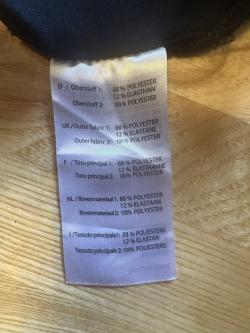 D / Oberstoff 1: 88 % POLYESTER
12 % ELASTHAN
Oberstoff 2: 100% POLYESTER
UK / Outer fabric 1: 88 % POLYESTER
12 % ELASTANE
Outer fabric 2: 100% POLYESTER
F / Tissu principal 1: 88 % POLYESTER
12 % ELASTHANNE
Tissu principal 2: 100% POLYESTER
NL / Bovenmateriaal 1: 88 % POLYESTER
12 % ELASTAAN
Bovenmateriaal 2: 100% POLYESTER
I / Tessuto principale 1: 88 % POLIESTERE
12 % ELASTAN
Tessuto principale 2: 100% POLIESTERE